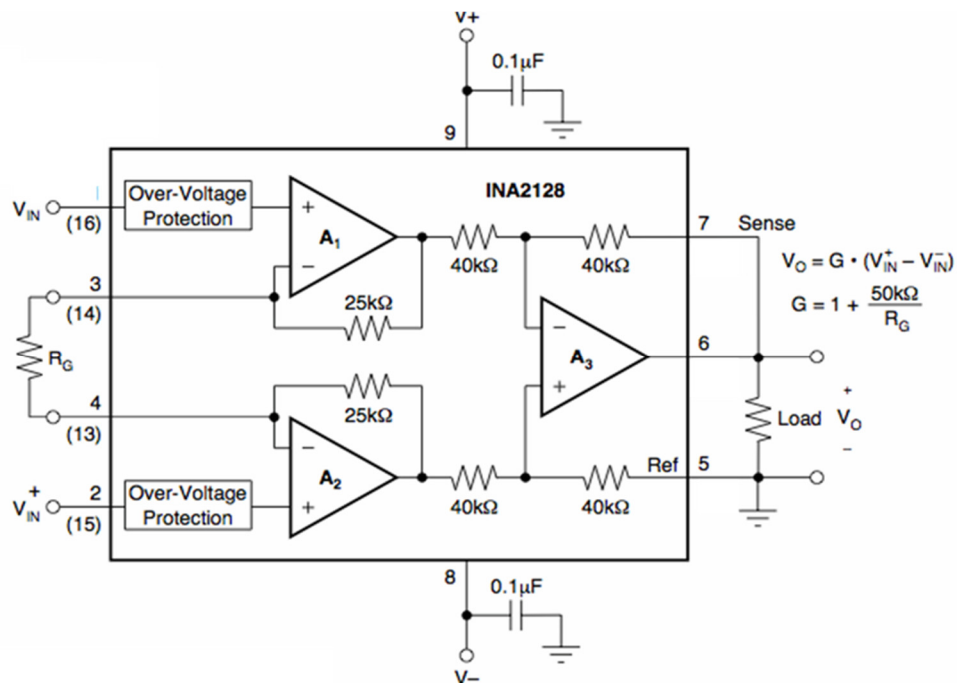 V+
0.1µF
9
INA2128
Over-Voltage
Protection
V_IN
(16)
+
A1
−
7
Sense
40kΩ
40kΩ
V_O = G • (V_IN^+ – V_IN^−)
G = 1 + 50kΩ / R_G
3
(14)
25kΩ
R_G
−
A3
+
6
4
(13)
25kΩ
+
Load
V_O
−
−
A2
+
Ref
5
40kΩ
40kΩ
2
V_IN^+
(15)
Over-Voltage
Protection
8
0.1µF
V–